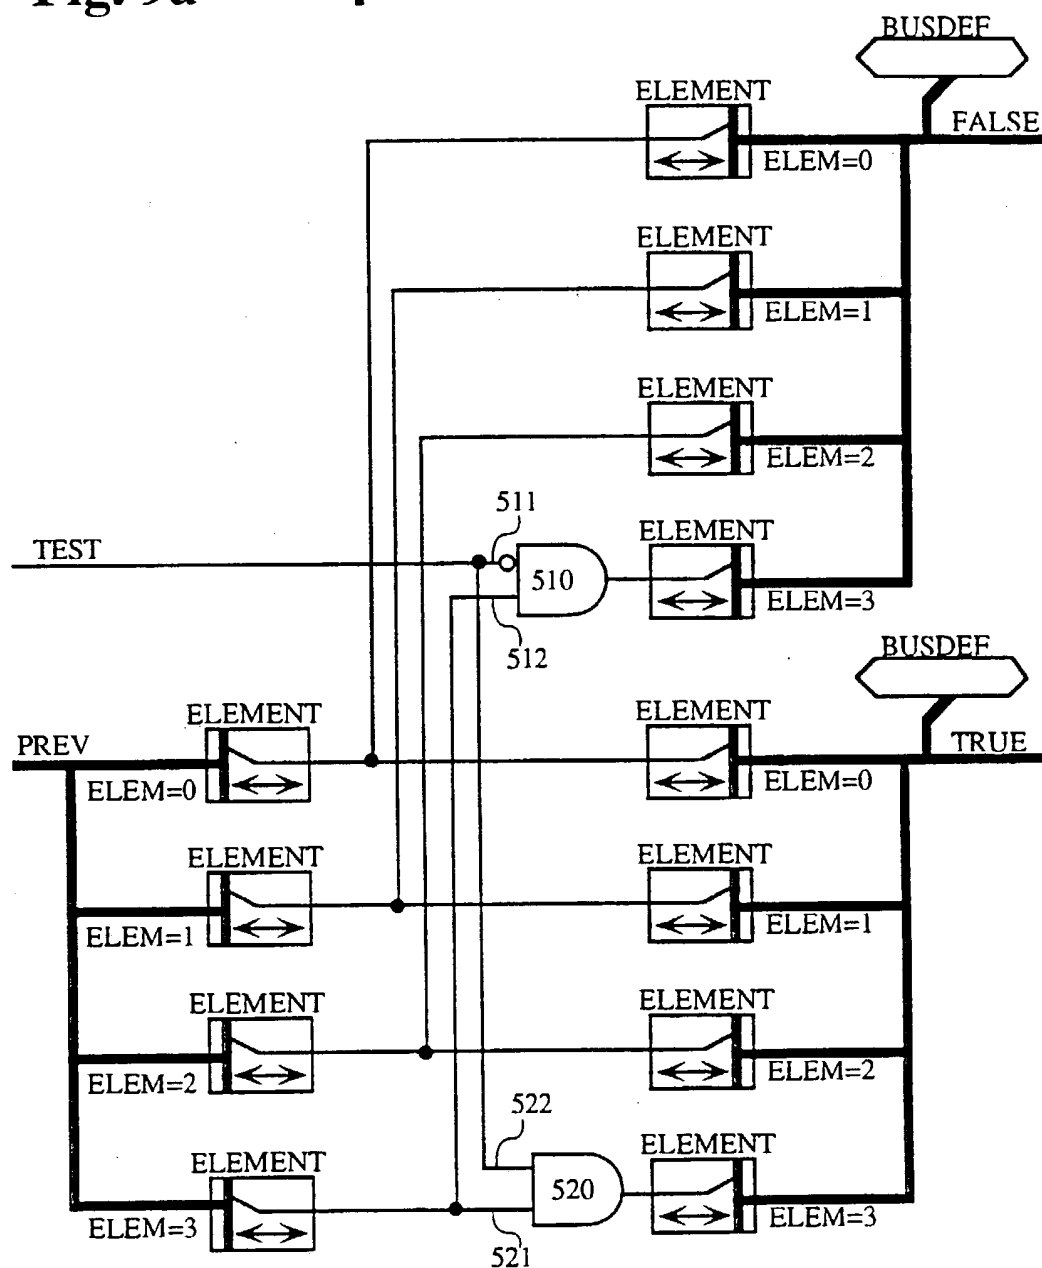 Fig. 9a
BUSDEF
ELEMENT
FALSE
ELEM=0
ELEMENT
ELEM=1
ELEMENT
ELEM=2
511
ELEMENT
TEST
510
ELEM=3
512
BUSDEF
ELEMENT
ELEMENT
PREV
TRUE
ELEM=0
ELEM=0
ELEMENT
ELEMENT
ELEM=1
ELEM=1
ELEMENT
ELEMENT
ELEM=2
ELEM=2
522
ELEMENT
ELEMENT
520
ELEM=3
ELEM=3
521